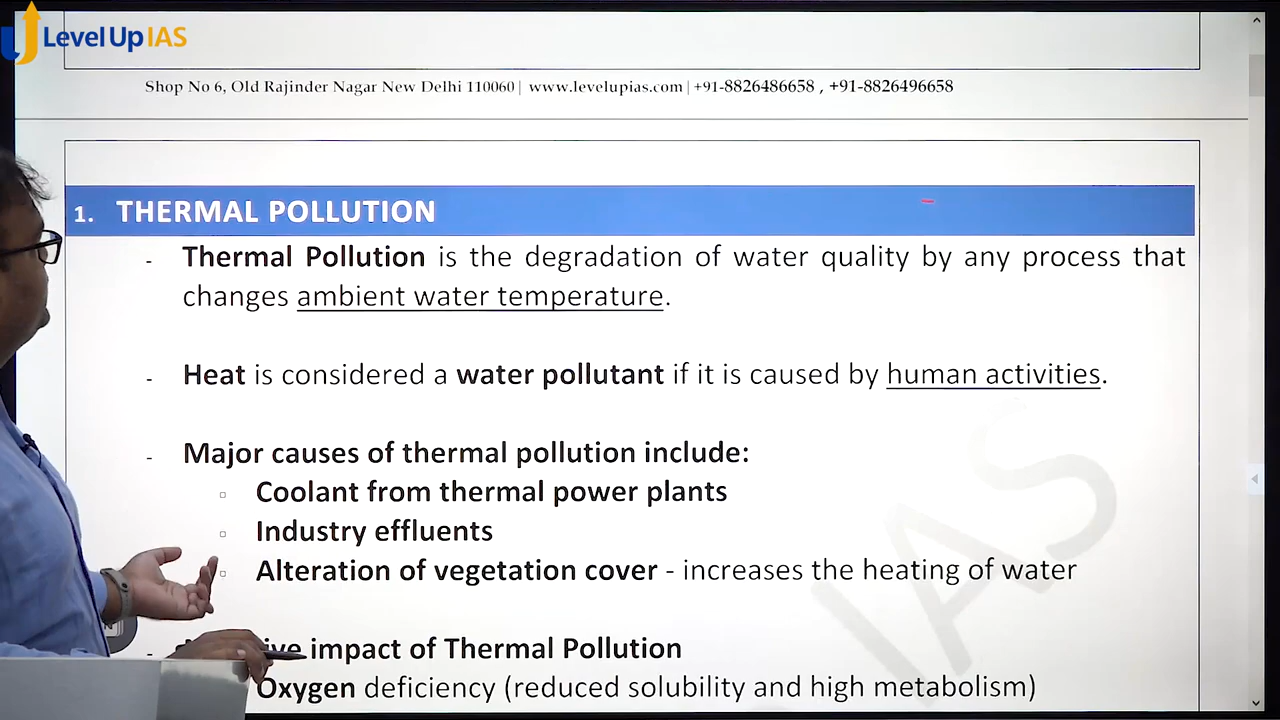 Level Up IAS
Shop No 6, Old Rajinder Nagar New Delhi 110060 | www.levelupias.com | +91-8826486658 , +91-8826496658
1. THERMAL POLLUTION
- Thermal Pollution is the degradation of water quality by any process that
changes ambient water temperature.
- Heat is considered a water pollutant if it is caused by human activities.
- Major causes of thermal pollution include:
Coolant from thermal power plants
Industry effluents
Alteration of vegetation cover - increases the heating of water
- impact of Thermal Pollution
Oxygen deficiency (reduced solubility and high metabolism)
IAS